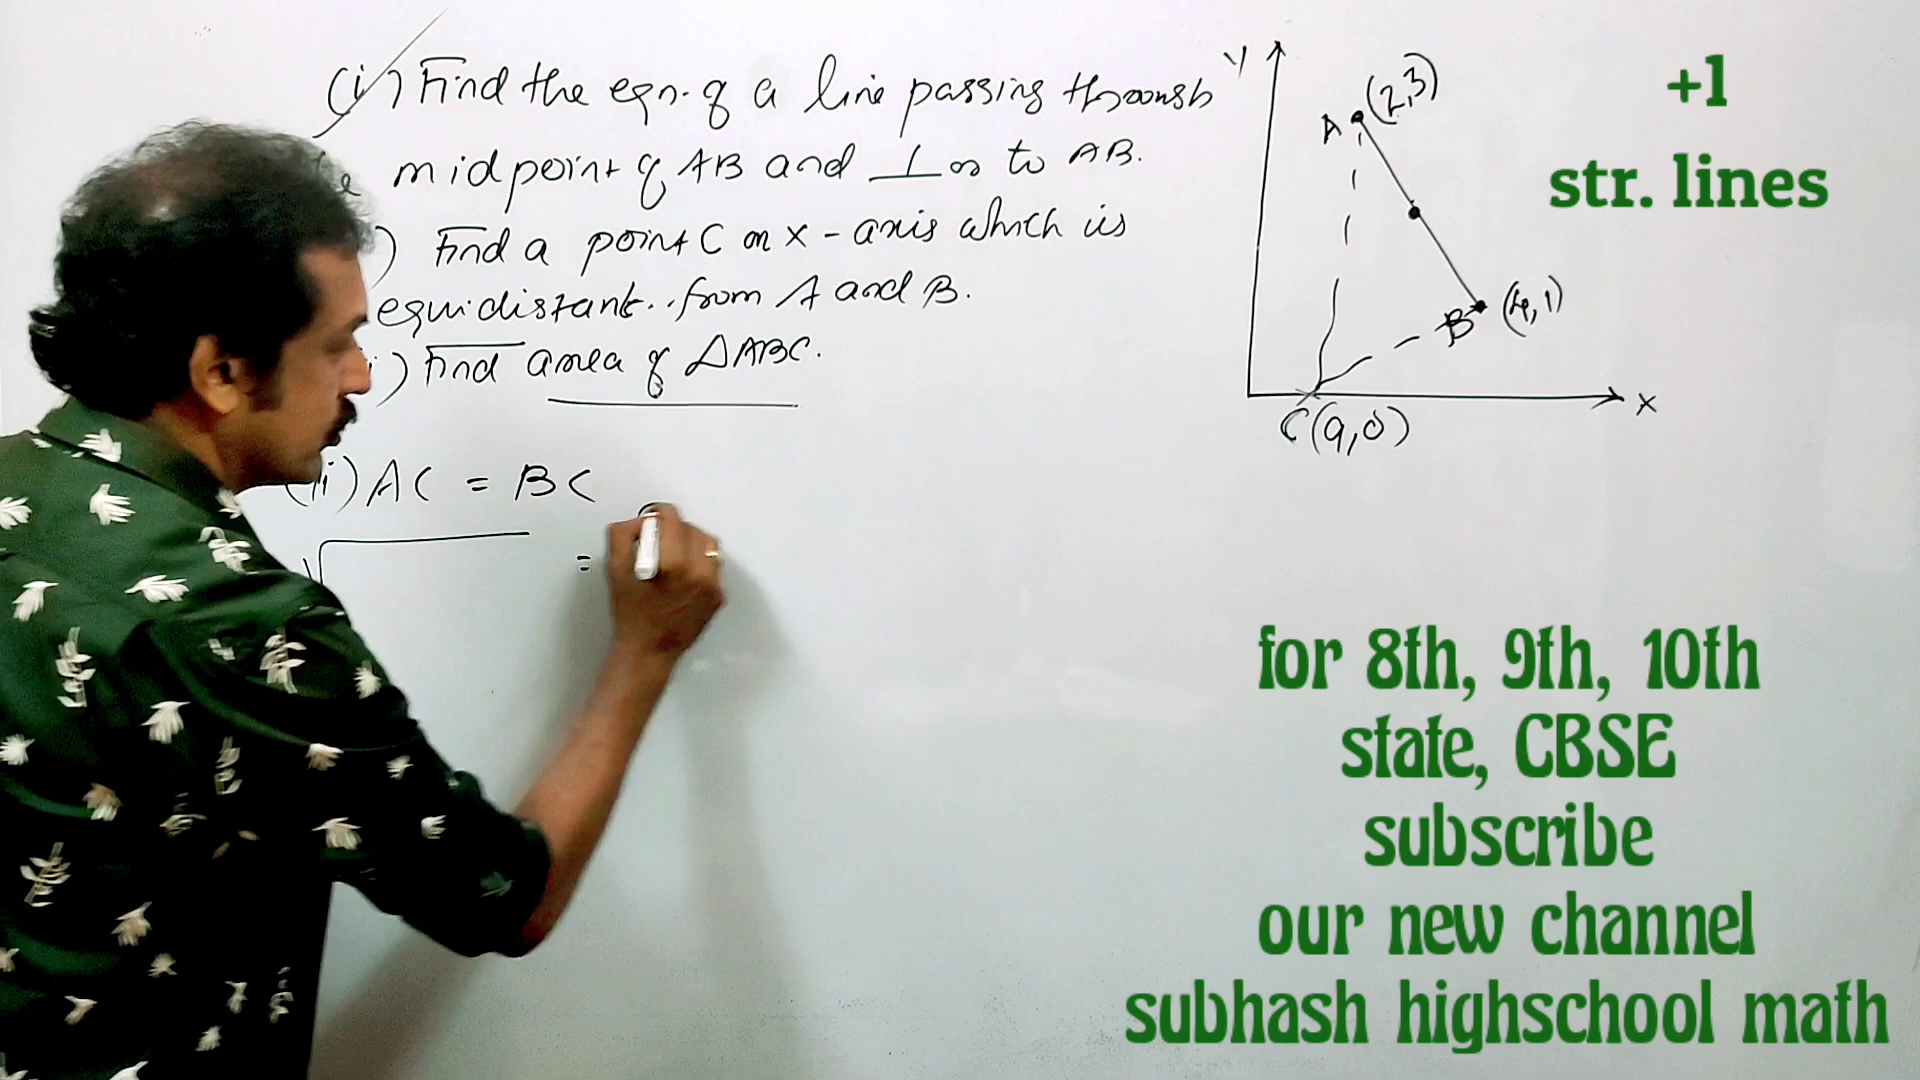 (i) Find the eqn. of a line passing through
midpoint of AB and ⊥ or to AB.
) Find a point C on x-axis which is
equidistant.. from A and B.
) Find area of ΔABC.
(ii) AC = BC
√ =
Y
A (2,3)
B (4,1)
C(a,0)
X
+1
str. lines
for 8th, 9th, 10th
state, CBSE
subscribe
our new channel
subhash highschool math